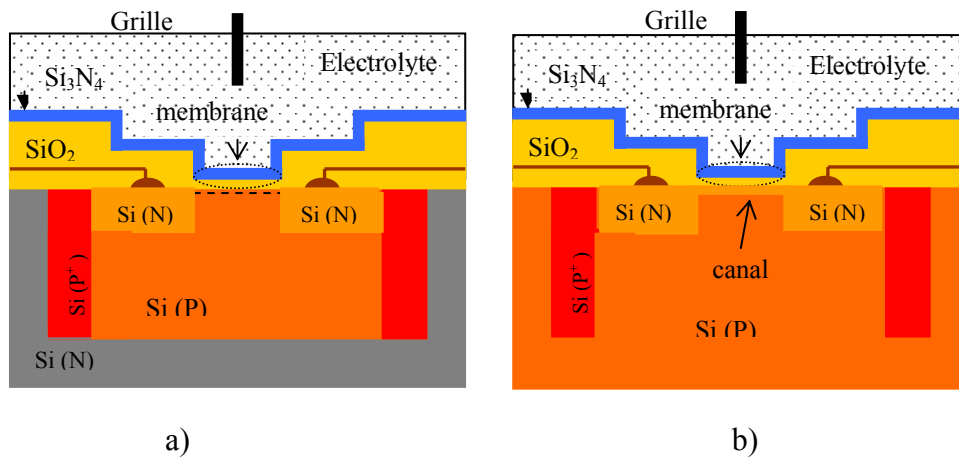 Grille
Electrolyte
Si3N4
membrane
SiO2
Si (N)
Si (N)
Si (P+)
Si (P)
Si (N)
a)
Grille
Electrolyte
Si3N4
membrane
SiO2
Si (N)
Si (N)
canal
Si (P+)
Si (P)
b)